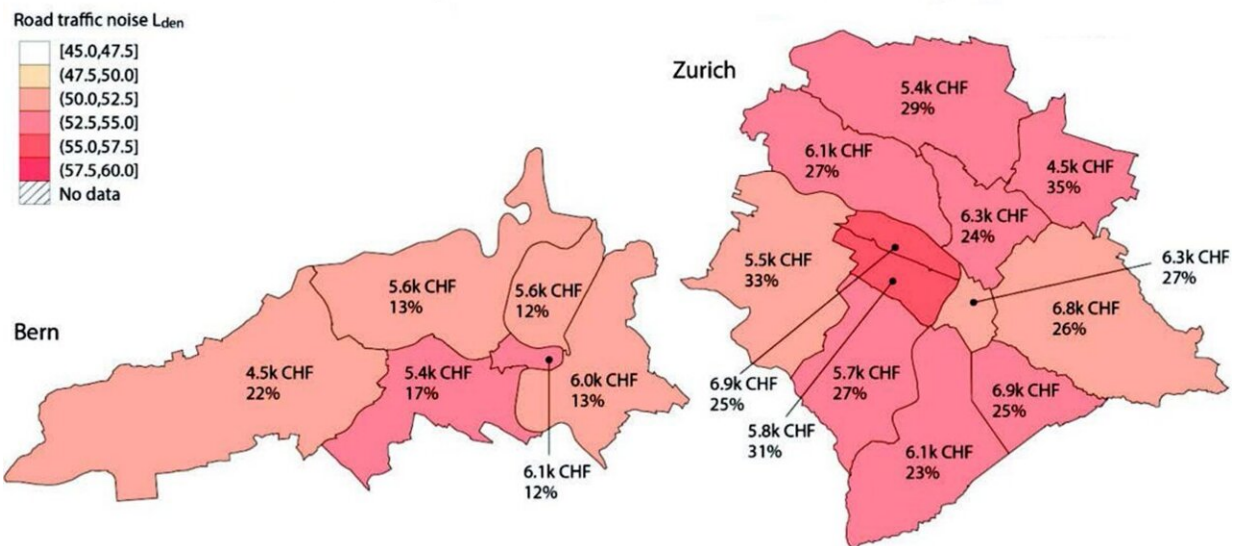 Road traffic noise Lden
[45.0,47.5]
(47.5,50.0]
(50.0,52.5]
(52.5,55.0]
(55.0,57.5]
(57.5,60.0]
No data
Bern
5.6k CHF
13%
5.6k CHF
12%
4.5k CHF
22%
5.4k CHF
17%
6.0k CHF
13%
6.1k CHF
12%
Zurich
5.4k CHF
29%
6.1k CHF
27%
4.5k CHF
35%
6.3k CHF
24%
5.5k CHF
33%
6.3k CHF
27%
6.8k CHF
26%
6.9k CHF
25%
5.8k CHF
31%
5.7k CHF
27%
6.9k CHF
25%
6.1k CHF
23%